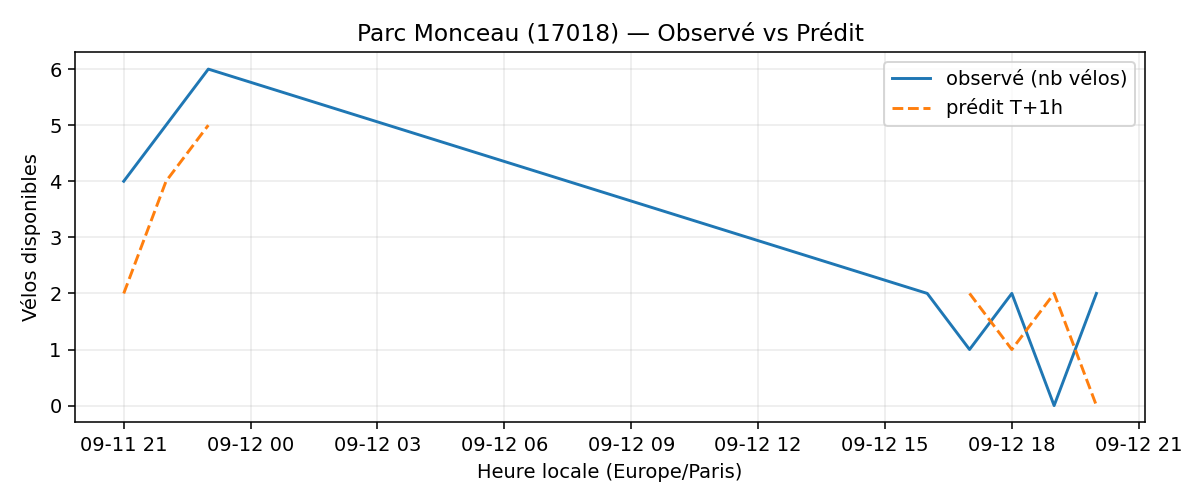 Parc Monceau (17018) — Observé vs Prédit
observé (nb vélos)
prédit T+1h
Vélos disponibles
6
5
4
3
2
1
0
09-11 21 09-12 00 09-12 03 09-12 06 09-12 09 09-12 12 09-12 15 09-12 18 09-12 21
Heure locale (Europe/Paris)